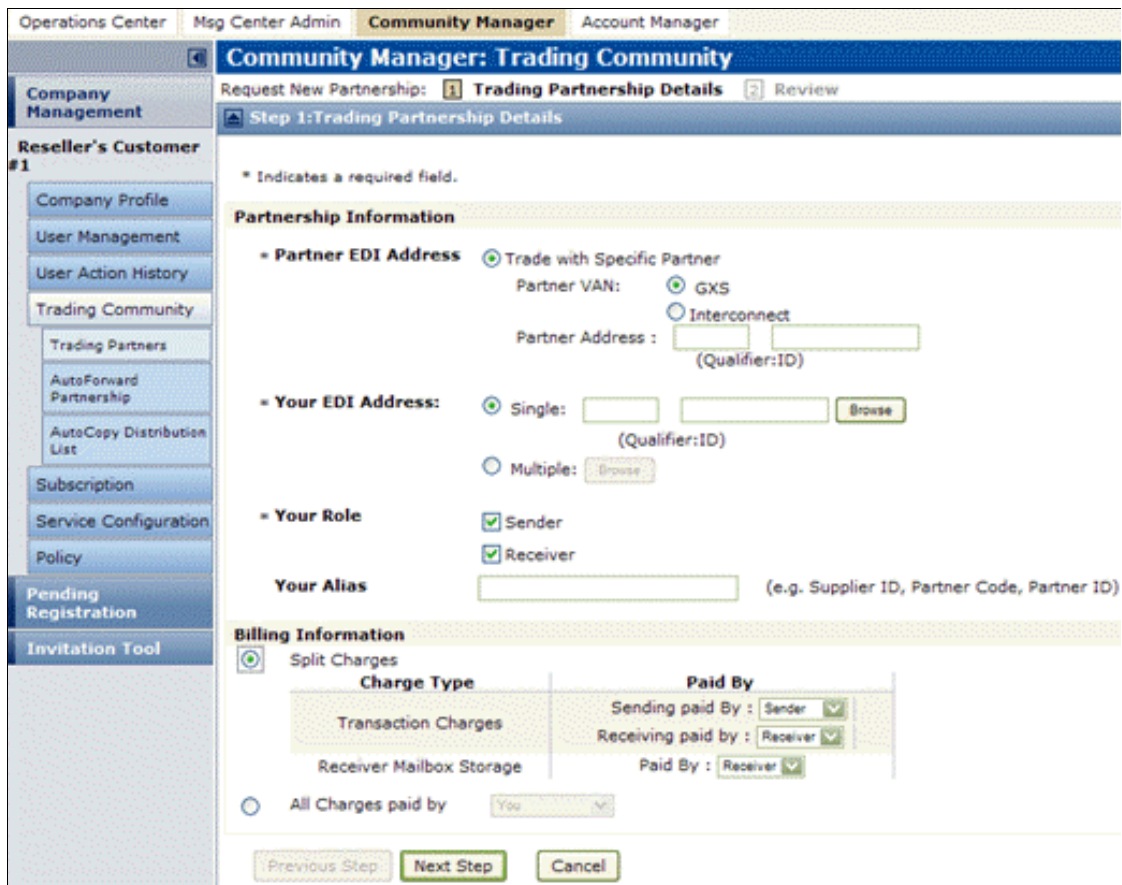 Operations Center Msg Center Admin Community Manager Account Manager
Community Manager: Trading Community
Request New Partnership: 1 Trading Partnership Details 2 Review
Step 1:Trading Partnership Details
Company
Management
Reseller's Customer
#1
Company Profile
User Management
User Action History
Trading Community
Trading Partners
AutoForward
Partnership
AutoCopy Distribution
List
Subscription
Service Configuration
Policy
Pending
Registration
Invitation Tool
* Indicates a required field.
Partnership Information
* Partner EDI Address Trade with Specific Partner
Partner VAN: GXS
Interconnect
Partner Address :
(Qualifier:ID)
* Your EDI Address: Single: Browse
(Qualifier:ID)
Multiple: Browse
* Your Role Sender
Receiver
Your Alias (e.g. Supplier ID, Partner Code, Partner ID)
Billing Information
Split Charges
Charge Type Paid By
Transaction Charges Sending paid By : Sender
Receiving paid by : Receiver
Receiver Mailbox Storage Paid By : Receiver
All Charges paid by You
Previous Step Next Step Cancel